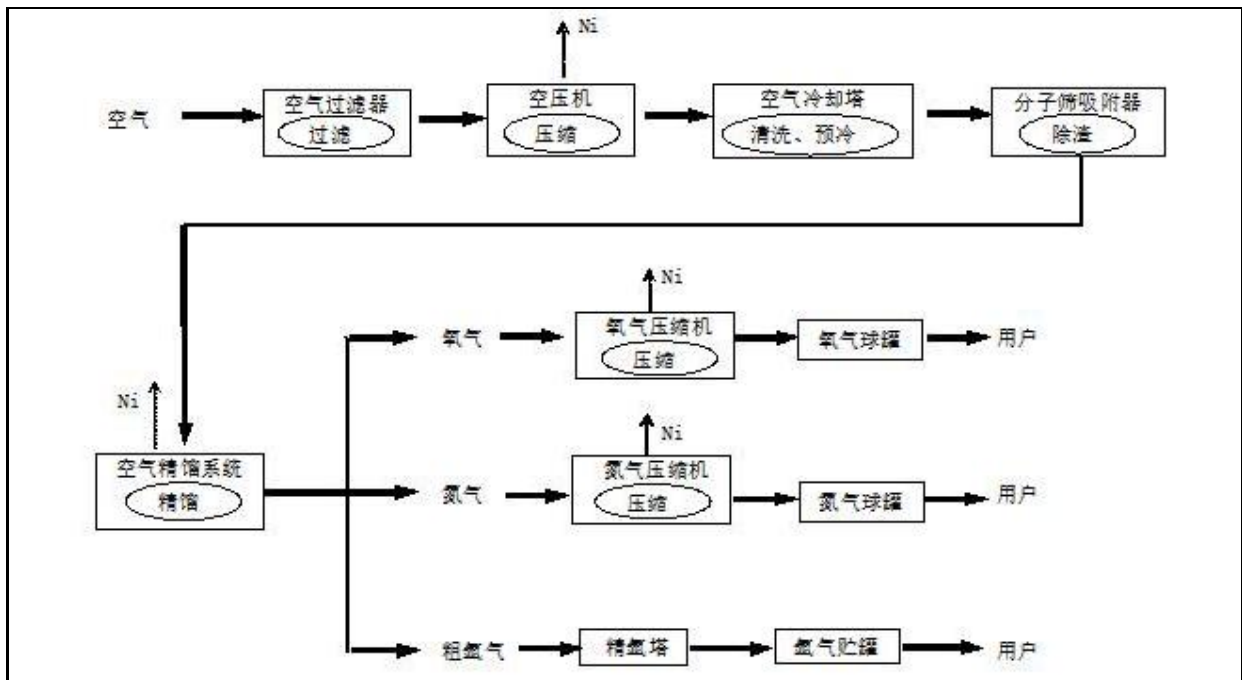 Ni
空气
空气过滤器
过滤
空压机
压缩
空气冷却塔
清洗、预冷
分子筛吸附器
除渣
Ni
氧气
氧气压缩机
压缩
氧气球罐
用户
Ni
空气精馏系统
精馏
Ni
氮气
氮气压缩机
压缩
氮气球罐
用户
粗氩气
精氩塔
氩气贮罐
用户